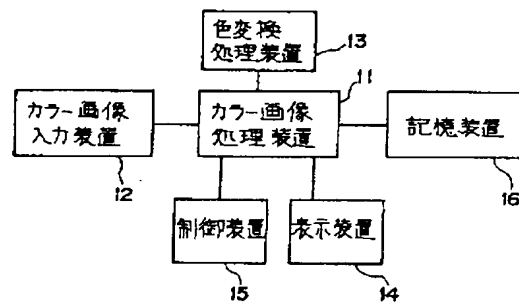 色変換
処理装置
13
11
カラー画像
入力装置
カラー画像
処理装置
記憶装置
12
16
制御装置
表示装置
15
14